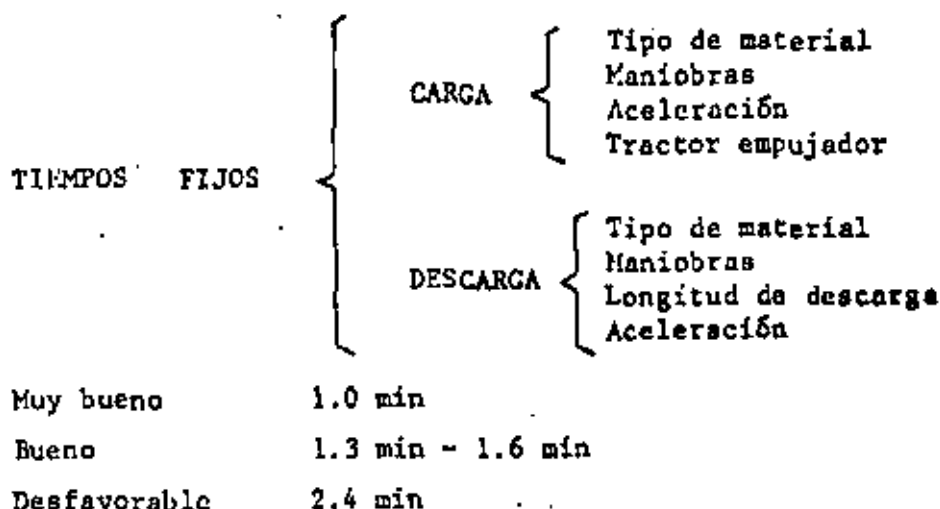 TIEMPOS FIJOS
CARGA
Tipo de material
Maniobras
Aceleración
Tractor empujador
DESCARGA
Tipo de material
Maniobras
Longitud de descarga
Aceleración
Muy bueno 1.0 min
Bueno 1.3 min - 1.6 min
Desfavorable 2.4 min